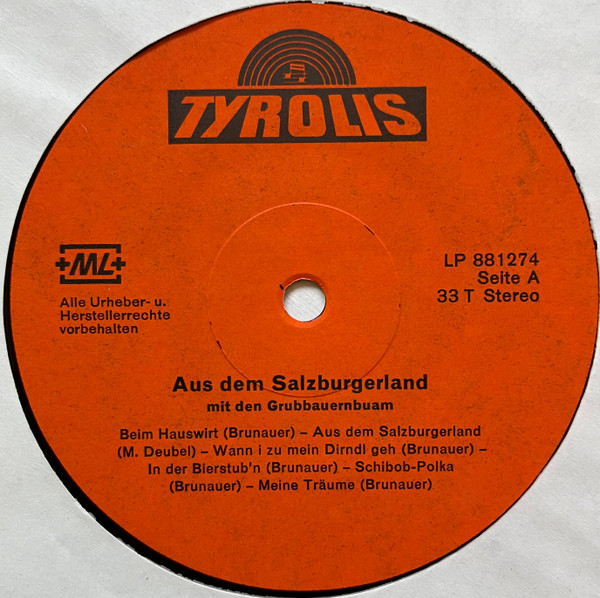 TYROLIS
+ML+
Alle Urheber- u.
Herstellerrechte
vorbehalten
LP 881274
Seite A
33 T Stereo
Aus dem Salzburgerland
mit den Grubbauernbuam
Beim Hauswirt (Brunauer) – Aus dem Salzburgerland
(M. Deubel) – Wann i zu mein Dirndl geh (Brunauer) –
In der Bierstub'n (Brunauer) – Schibob-Polka
(Brunauer) – Meine Träume (Brunauer)